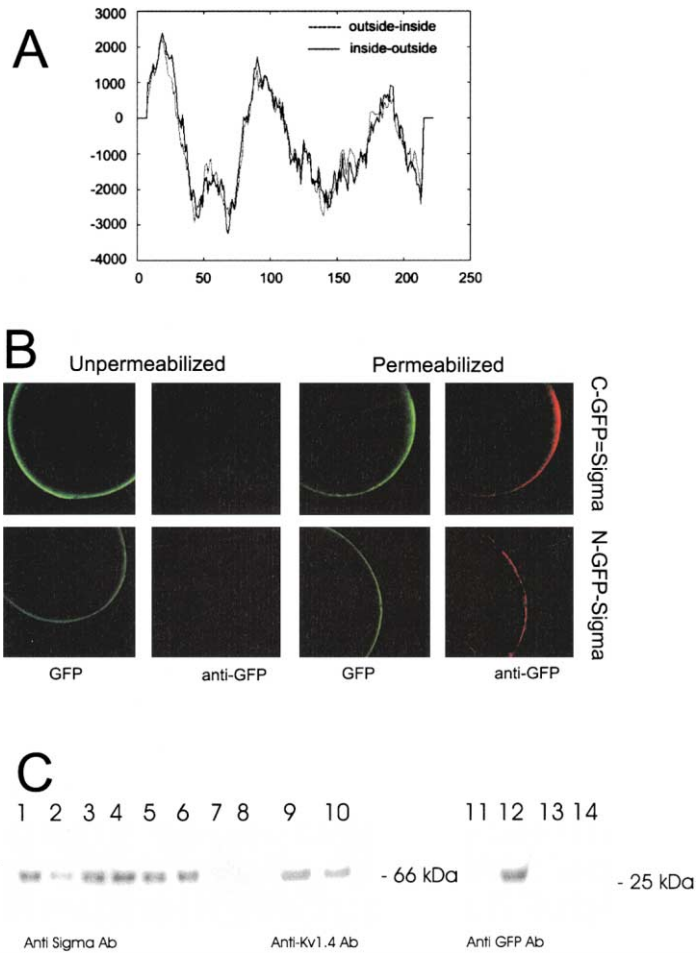 A
3000
2000
1000
0
-1000
-2000
-3000
-4000
0 50 100 150 200 250
outside-inside
inside-outside
B
Unpermeabilized Permeabilized
C-GFP=Sigma
N-GFP-Sigma
GFP anti-GFP GFP anti-GFP
C
1 2 3 4 5 6 7 8 9 10 11 12 13 14
- 66 kDa - 25 kDa
Anti Sigma Ab Anti-Kv1.4 Ab Anti GFP Ab